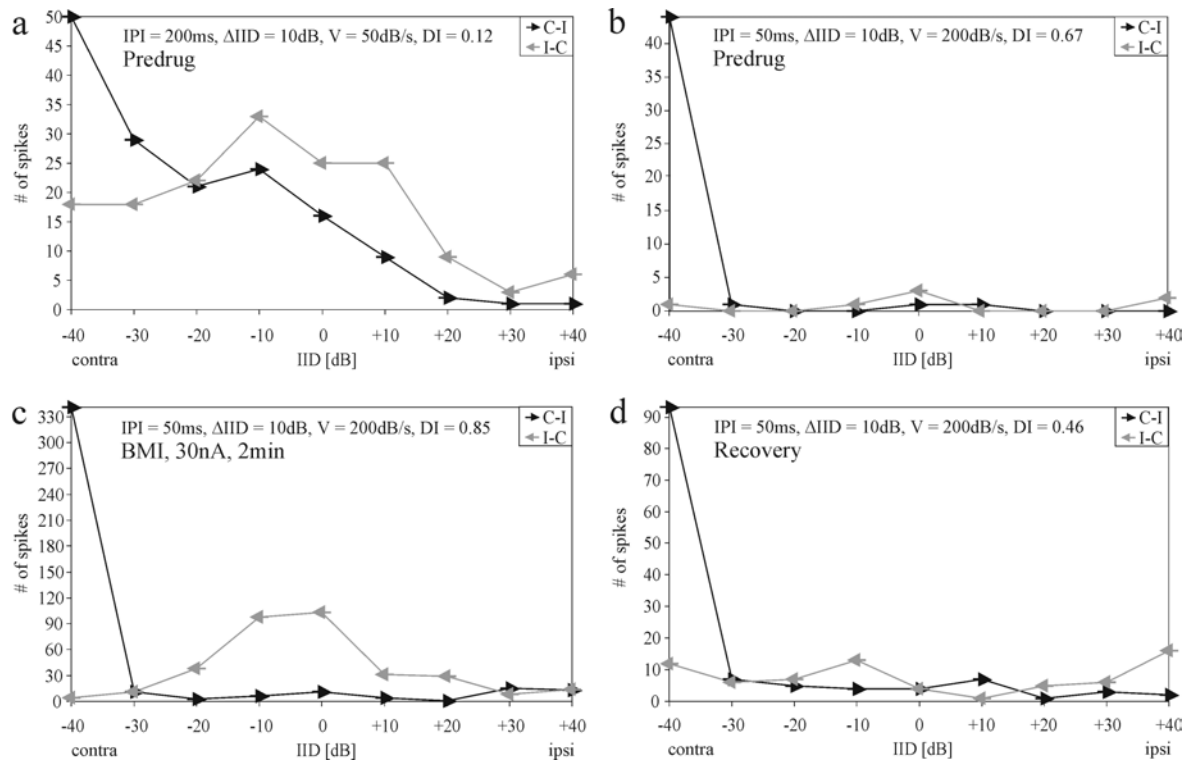 a
IPI = 200ms, ΔIID = 10dB, V = 50dB/s, DI = 0.12
Predrug
C-I
I-C
# of spikes
50
45
40
35
30
25
20
15
10
5
0
-40 -30 -20 -10 0 +10 +20 +30 +40
contra IID [dB] ipsi
b
IPI = 50ms, ΔIID = 10dB, V = 200dB/s, DI = 0.67
Predrug
C-I
I-C
# of spikes
40
35
30
25
20
15
10
5
0
-40 -30 -20 -10 0 +10 +20 +30 +40
contra IID [dB] ipsi
c
IPI = 50ms, ΔIID = 10dB, V = 200dB/s, DI = 0.85
BMI, 30nA, 2min
C-I
I-C
# of spikes
330
300
270
240
210
180
150
120
90
60
30
0
-40 -30 -20 -10 0 +10 +20 +30 +40
contra IID [dB] ipsi
d
IPI = 50ms, ΔIID = 10dB, V = 200dB/s, DI = 0.46
Recovery
C-I
I-C
# of spikes
90
80
70
60
50
40
30
20
10
0
-40 -30 -20 -10 0 +10 +20 +30 +40
contra IID [dB] ipsi